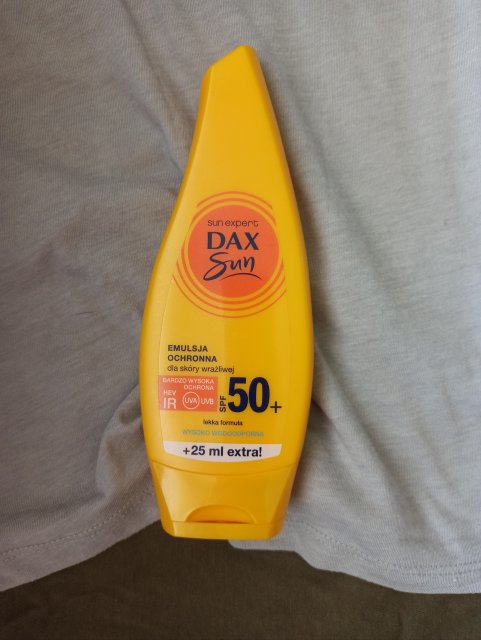 sun expert
DAX
Sun
EMULSJA
OCHRONNA
dla skóry wrażliwej
BARDZO WYSOKA
OCHRONA
HEV
IR
UVA UVB
SPF 50+
lekka formuła
WYSOKO WODOODPORNA
+25 ml extra!